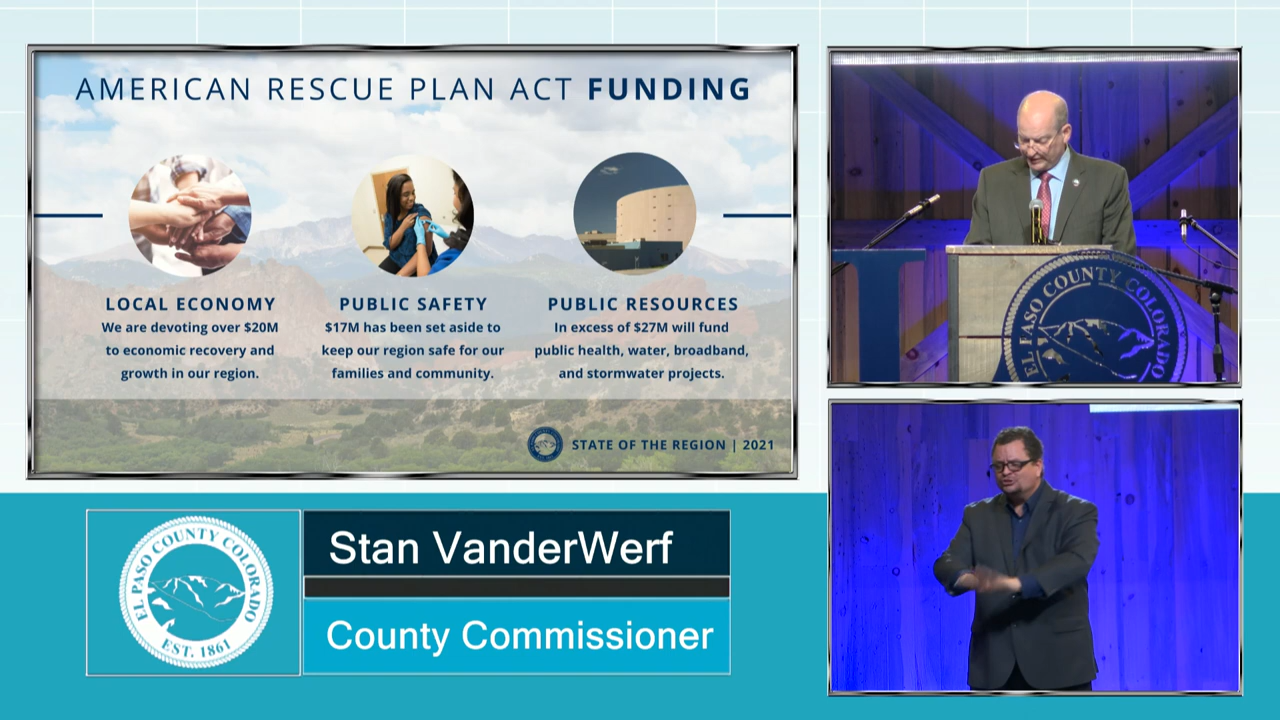 AMERICAN RESCUE PLAN ACT FUNDING
LOCAL ECONOMY
We are devoting over $20M
to economic recovery and
growth in our region.
PUBLIC SAFETY
$17M has been set aside to
keep our region safe for our
families and community.
PUBLIC RESOURCES
In excess of $27M will fund
public health, water, broadband,
and stormwater projects.
STATE OF THE REGION | 2021
EL PASO COUNTY COLORADO
EL PASO COUNTY COLORADO
EST. 1861
Stan VanderWerf
County Commissioner